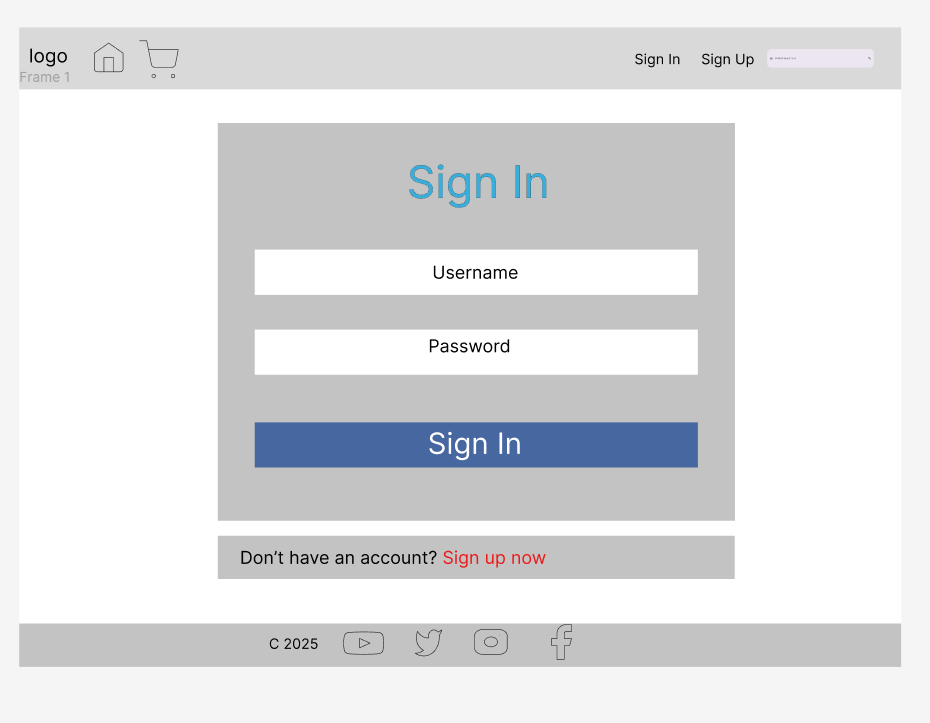 logo
Frame 1
Sign In
Sign Up
Sign In
Username
Password
Sign In
Don’t have an account? Sign up now
C 2025